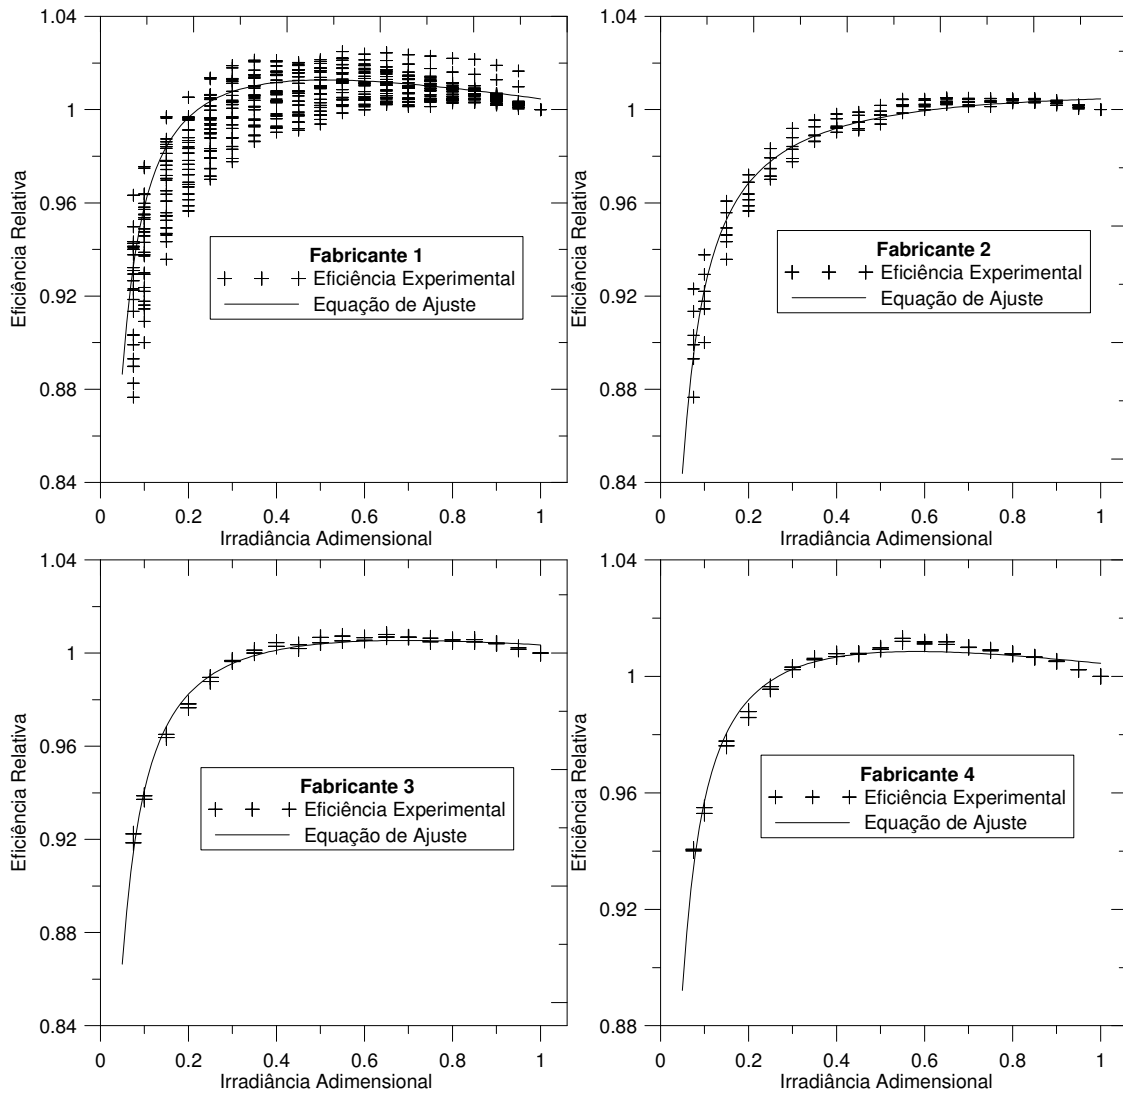 1.04
1
0.96
0.92
0.88
0.84
Eficiência Relativa
Fabricante 1
Eficiência Experimental
Equação de Ajuste
0 0.2 0.4 0.6 0.8 1
Irradiância Adimensional
1.04
1
0.96
0.92
0.88
0.84
Eficiência Relativa
Fabricante 2
Eficiência Experimental
Equação de Ajuste
0 0.2 0.4 0.6 0.8 1
Irradiância Adimensional
1.04
1
0.96
0.92
0.88
0.84
Eficiência Relativa
Fabricante 3
Eficiência Experimental
Equação de Ajuste
0 0.2 0.4 0.6 0.8 1
Irradiância Adimensional
1.04
1
0.96
0.92
0.88
Eficiência Relativa
Fabricante 4
Eficiência Experimental
Equação de Ajuste
0 0.2 0.4 0.6 0.8 1
Irradiância Adimensional